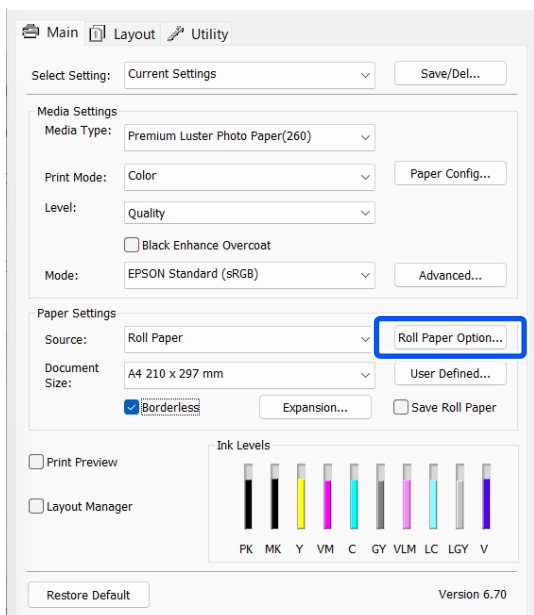 Main Layout Utility
Select Setting: Current Settings Save/Del...
Media Settings
Media Type: Premium Luster Photo Paper(260)
Print Mode: Color Paper Config...
Level: Quality
Black Enhance Overcoat
Mode: EPSON Standard (sRGB) Advanced...
Paper Settings
Source: Roll Paper Roll Paper Option...
Document
Size: A4 210 x 297 mm User Defined...
Borderless Expansion... Save Roll Paper
Print Preview
Ink Levels
Layout Manager
PK MK Y VM C GY VLM LC LGY V
Restore Default Version 6.70